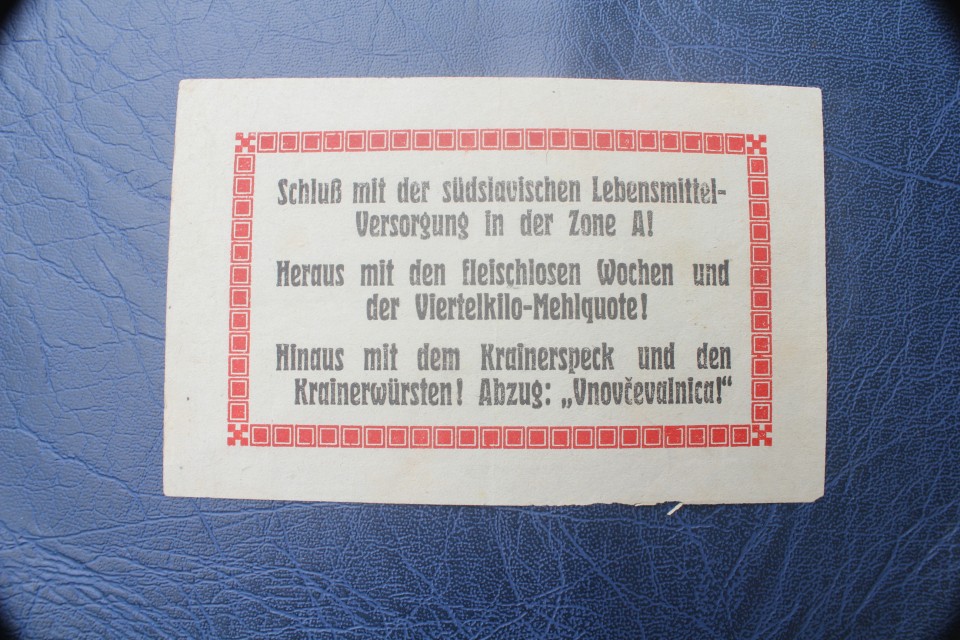 Schluß mit der südslavischen Lebensmittel-
Versorgung in der Zone A!
Heraus mit den fleischlosen Wochen und
der Viertelkilo-Mehlquote!
Hinaus mit dem Krainerspeck und den
Krainerwürsten! Abzug: „Vnovčevalnica!“